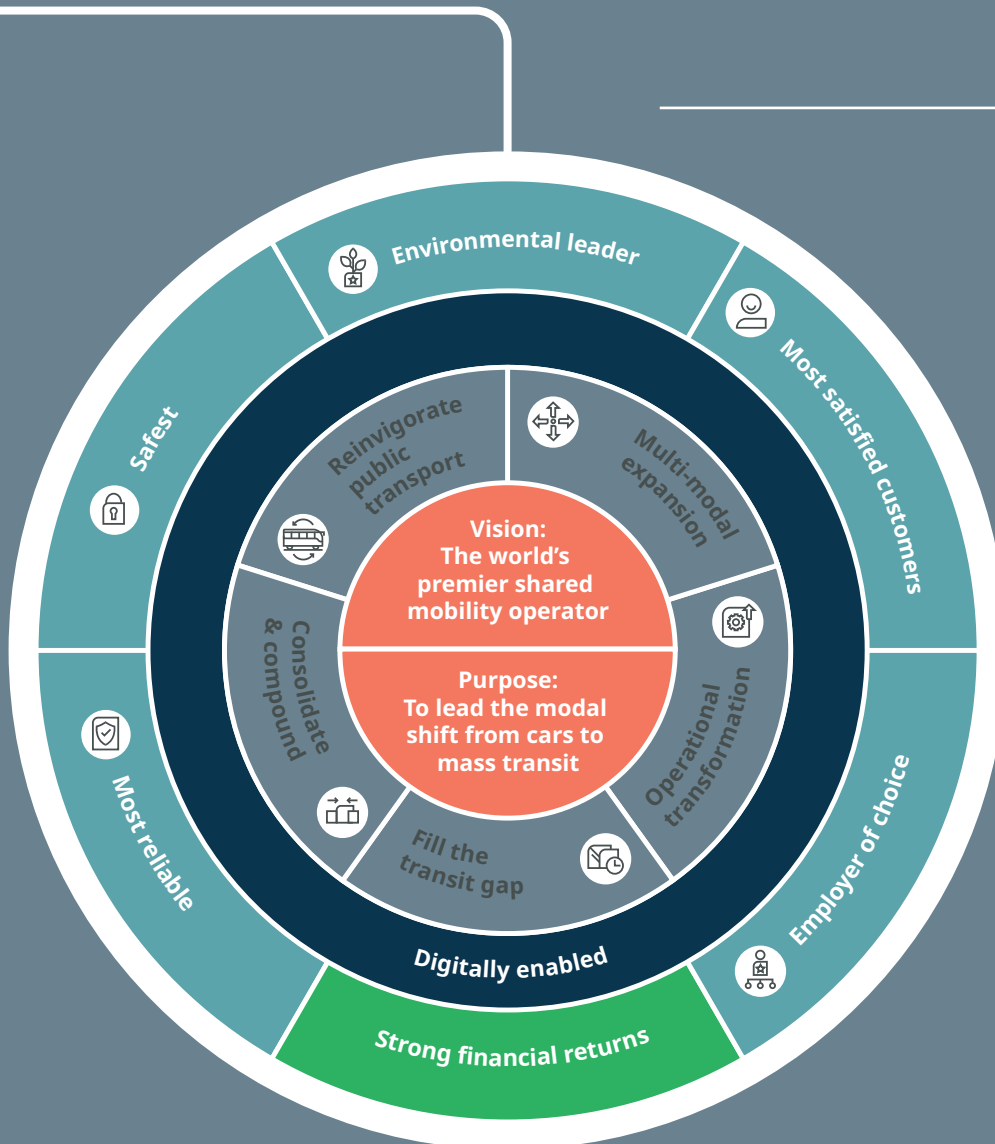 Environmental leader
Most satisfied customers
Employer of choice
Strong financial returns
Most reliable
Safest
Digitally enabled
Reinvigorate
public
transport
Multi-modal
expansion
Operational
transformation
Fill the
transit gap
Consolidate
& compound
Vision:
The world’s
premier shared
mobility operator
Purpose:
To lead the modal
shift from cars to
mass transit